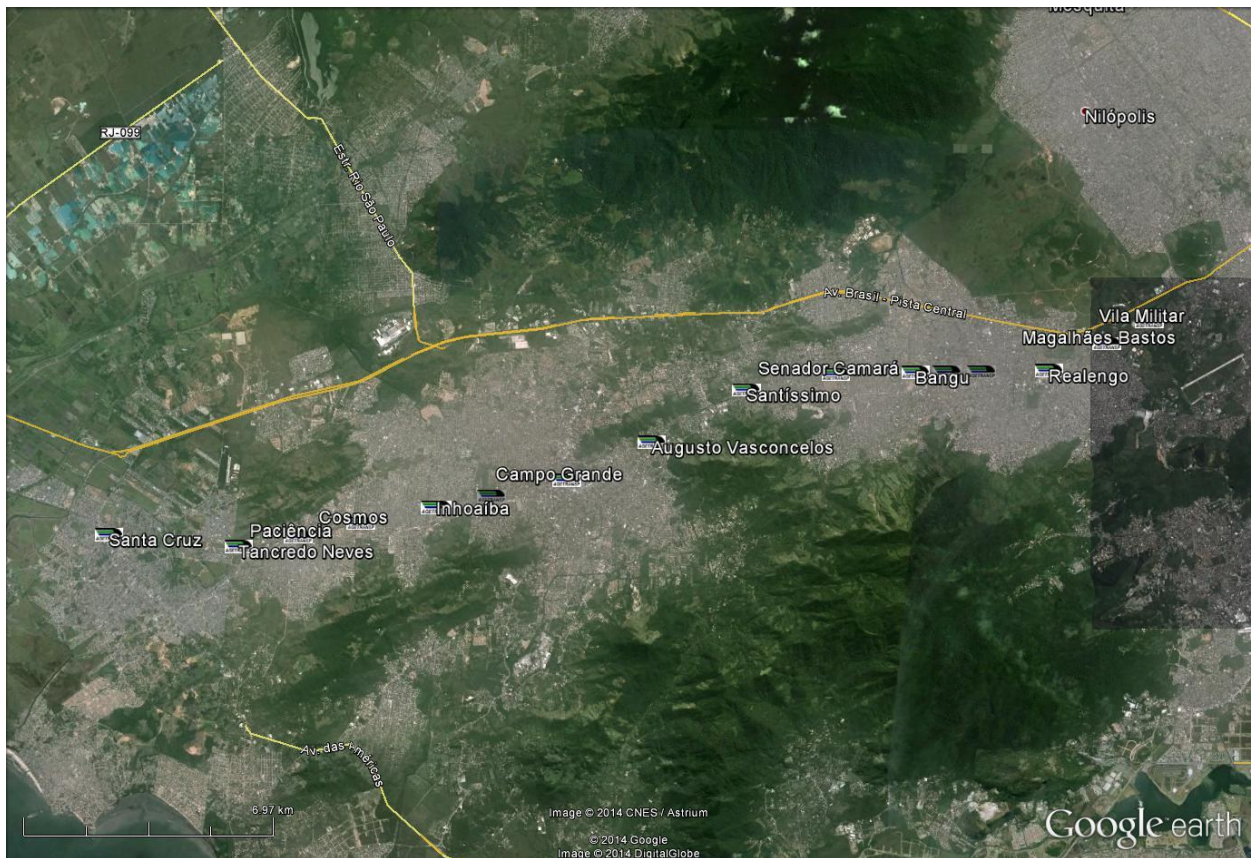 Mesquita
Nilópolis
RJ-099
Estr. Rio São Paulo
Av. Brasil - Pista Central
Vila Militar
Magalhães Bastos
Senador Camará
Bangu
Realengo
Santíssimo
Augusto Vasconcelos
Campo Grande
Inhoaíba
Cosmos
Paciência
Santa Cruz
Tancredo Neves
Av. das Américas
6.97 km
Image © 2014 CNES / Astrium
© 2014 Google
Image © 2014 DigitalGlobe
Google earth